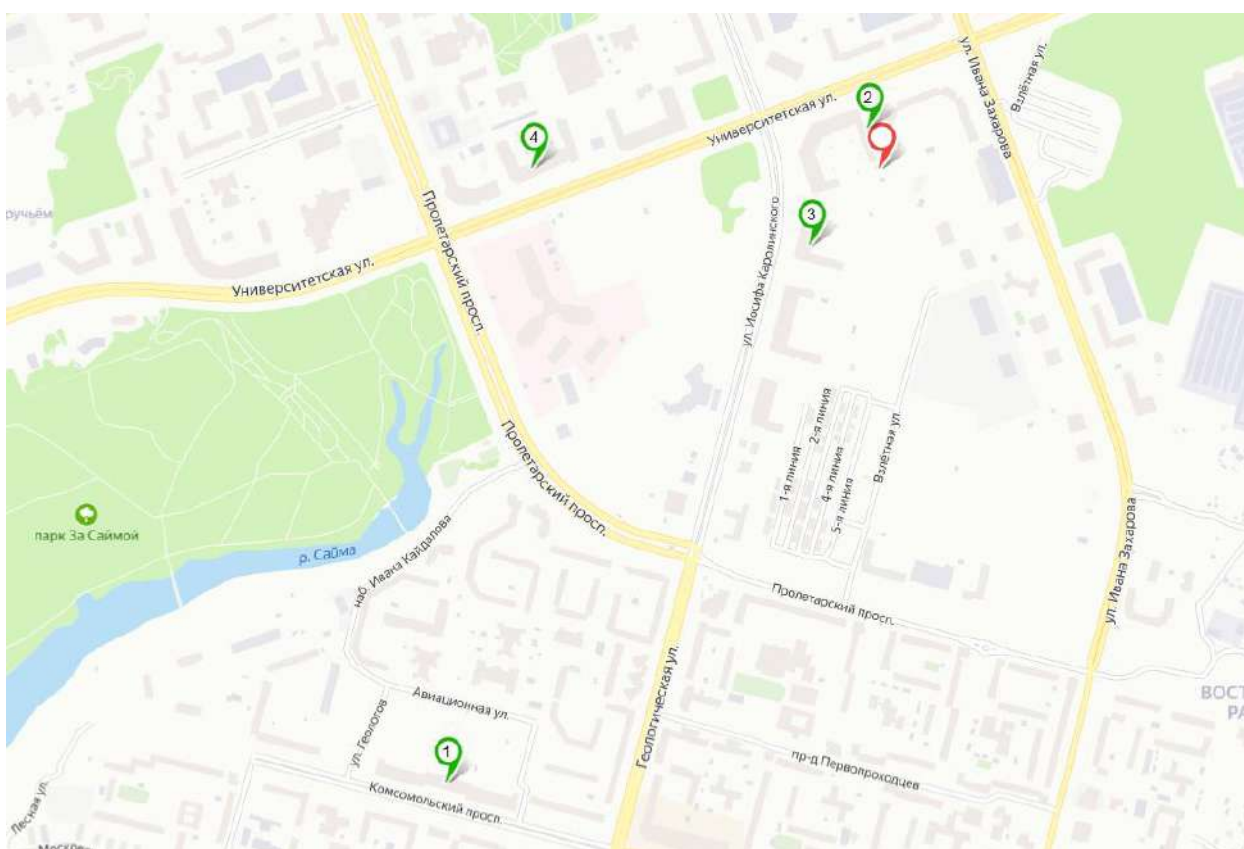 ул. Ивана Захарова
Взлётная ул.
2
4
Университетская ул.
ручьём
Пролетарский просп.
3
ул. Иосифа Каролинского
Университетская ул.
2-я линия
1-я линия
4-я линия
5-я линия
Взлётная ул.
Пролетарский просп.
парк За Саймой
р. Сайма
наб. Ивана Кайдалова
ул. Ивана Захарова
Пролетарский просп.
Геологическая ул.
ВОСТ
РА
Авиационная ул.
ул. Геологов
1
пр-д Первопроходцев
Комсомольский просп.
Лесная ул.